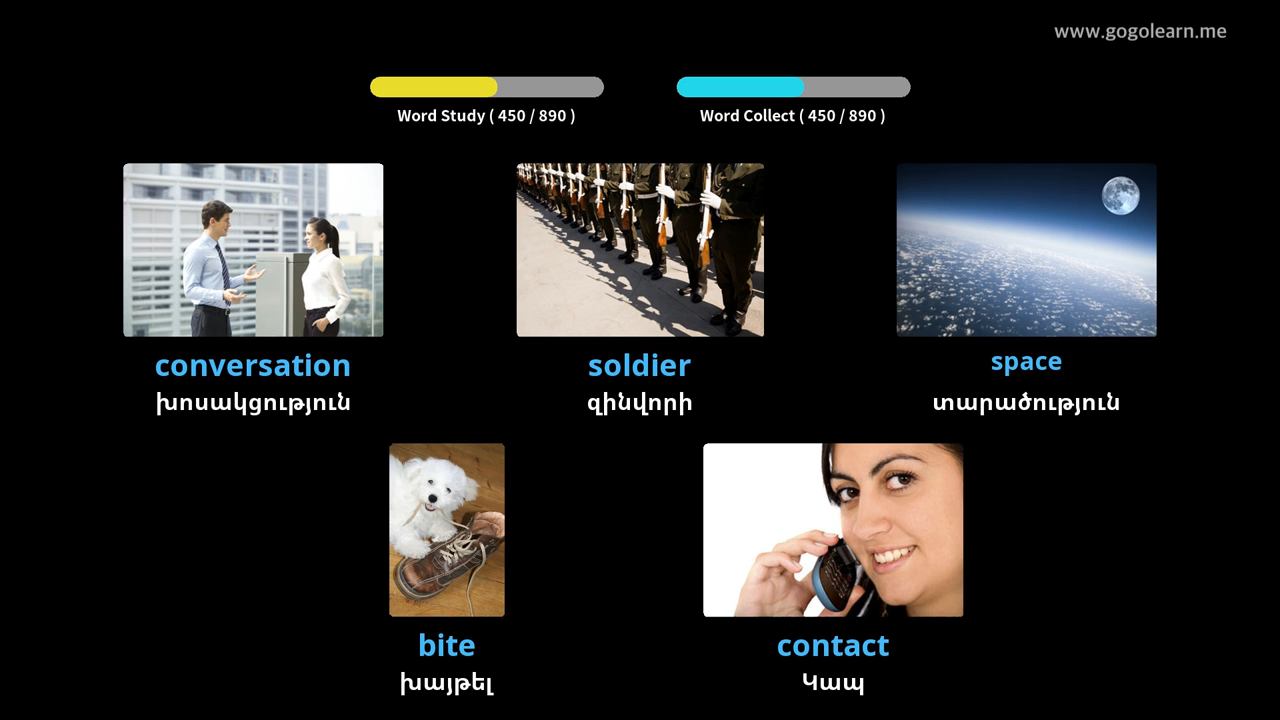 www.gogolearn.me
Word Study ( 450 / 890 )
Word Collect ( 450 / 890 )
conversation
խոսակցություն
soldier
զինվորի
space
տարածություն
bite
խայթել
contact
Կապ